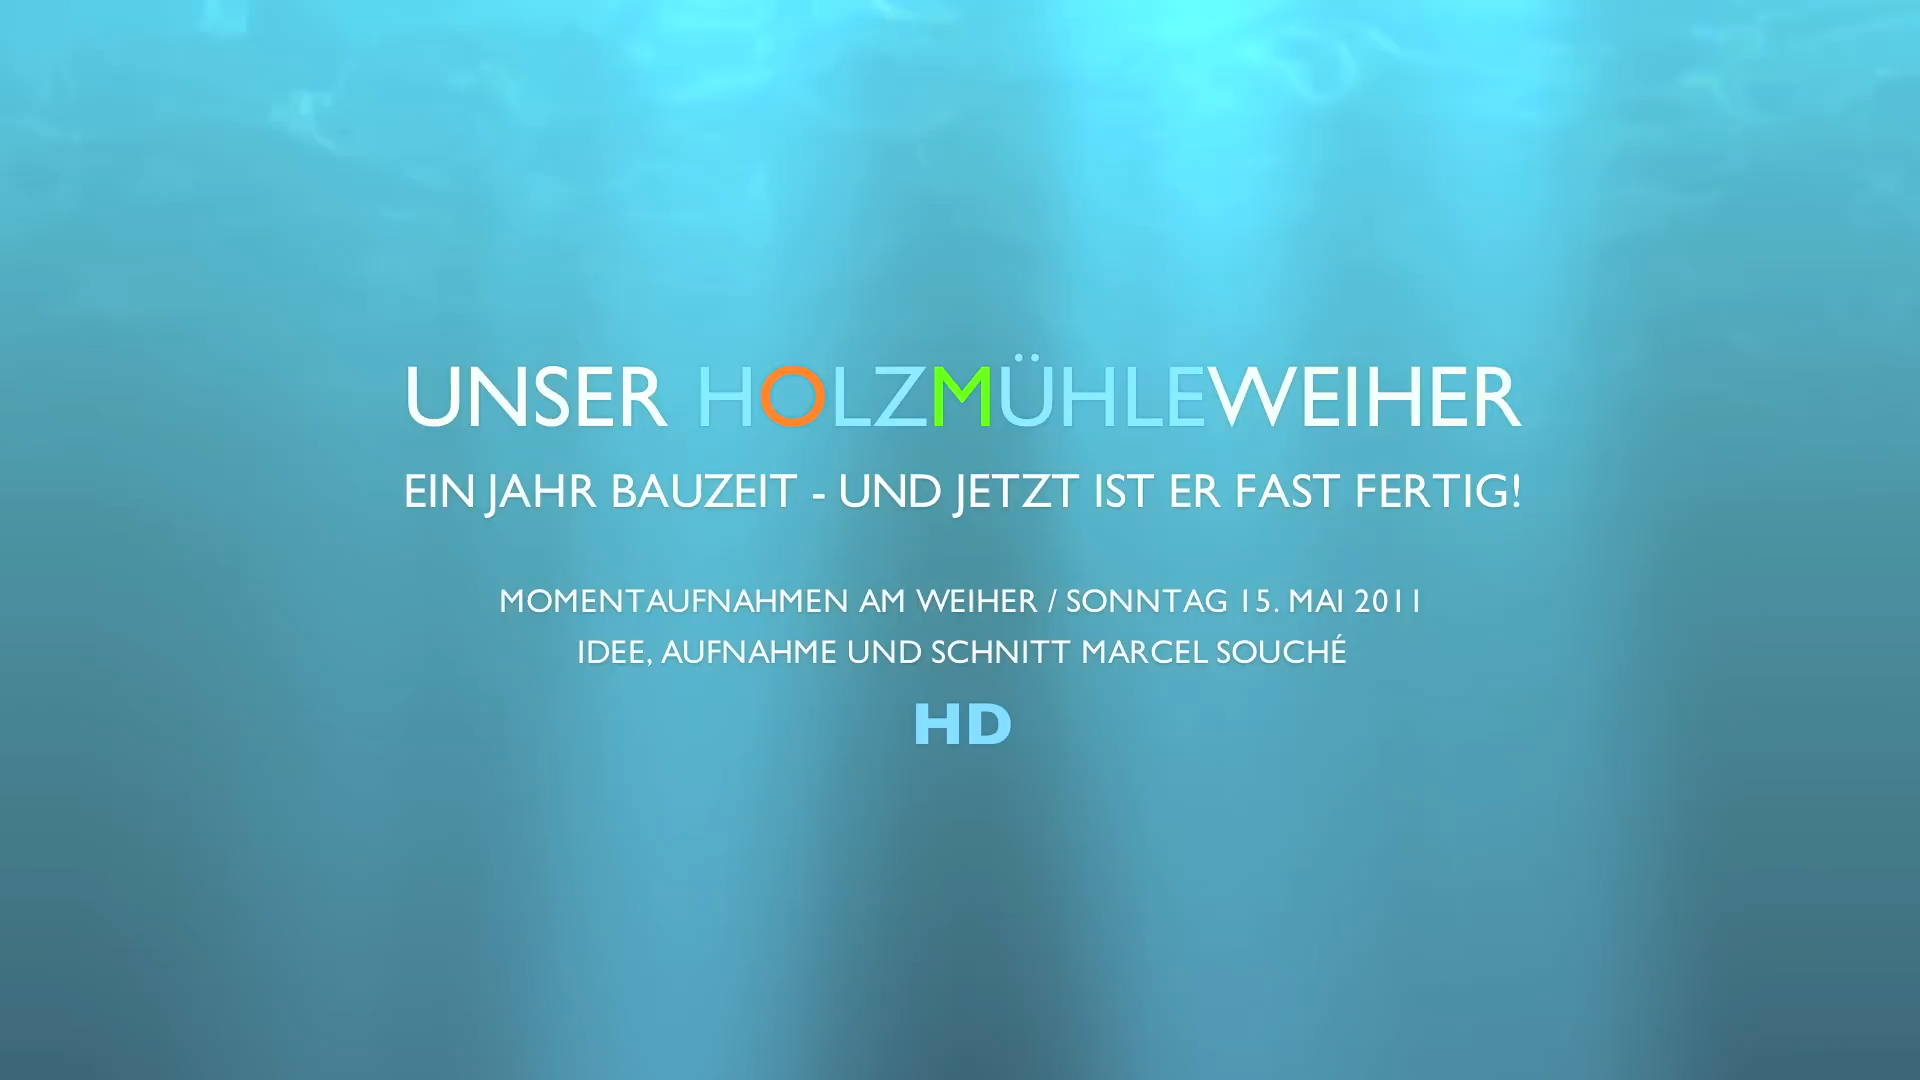 UNSER HOLZMÜHLEWEIHER
EIN JAHR BAUZEIT - UND JETZT IST ER FAST FERTIG!
MOMENTAUFNAHMEN AM WEIHER / SONNTAG 15. MAI 2011
IDEE, AUFNAHME UND SCHNITT MARCEL SOUCHÉ
HD